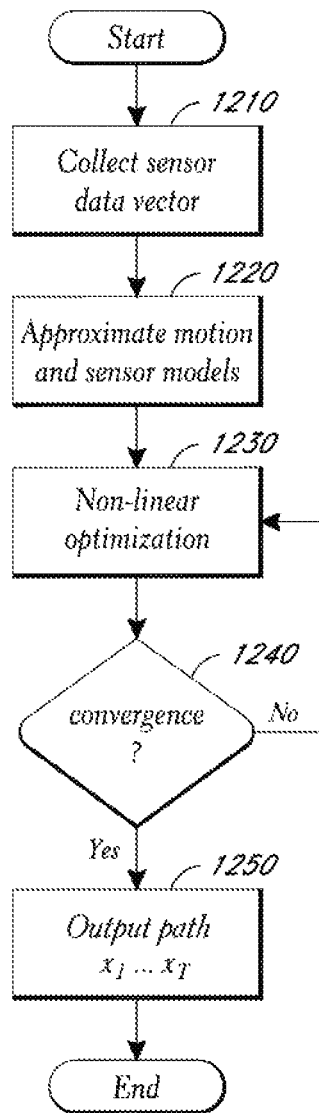 Start
1210
Collect sensor
data vector
1220
Approximate motion
and sensor models
1230
Non-linear
optimization
1240
convergence
?
No
Yes
1250
Output path
x₁ ... x_T
End